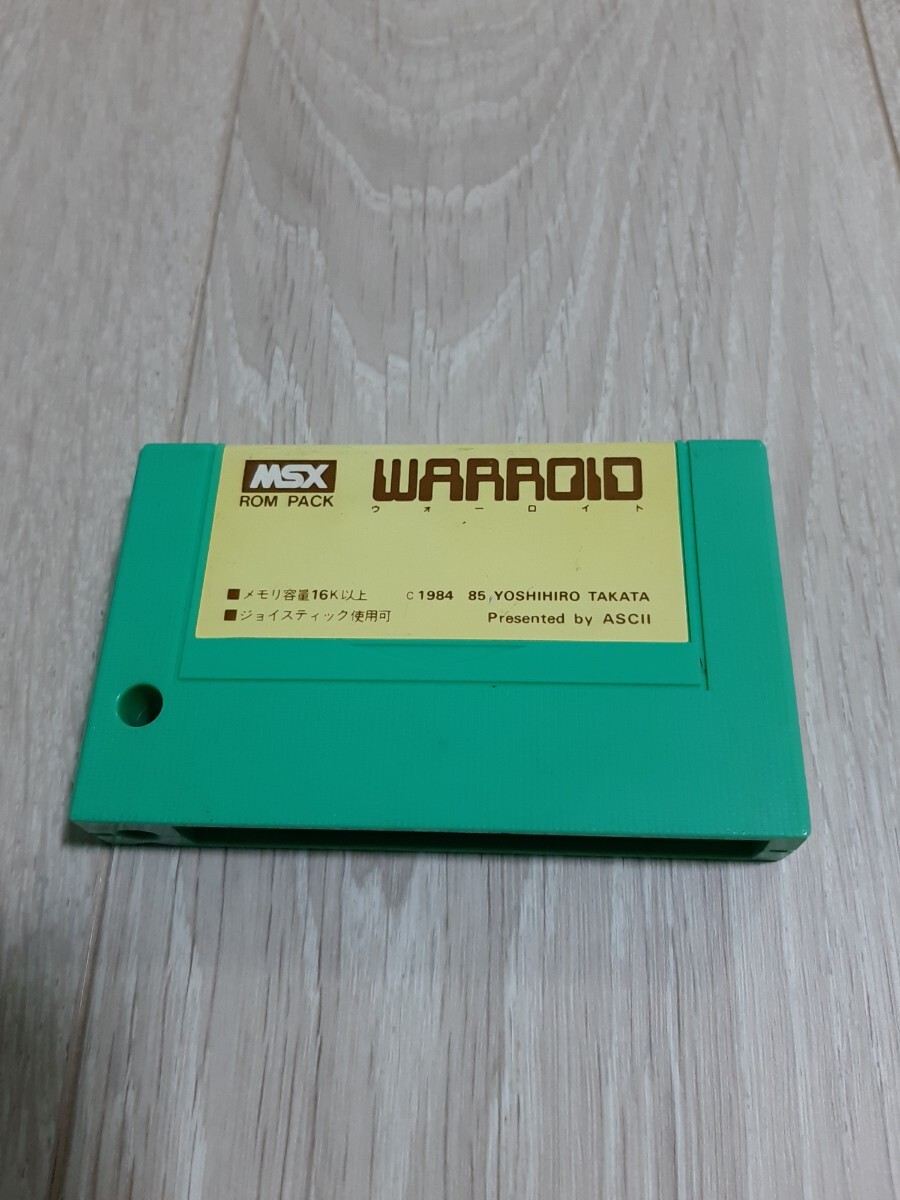 MSX
ROM PACK
WARROID
ウォーロイド
■メモリ容量16K以上
■ジョイスティック使用可
C 1984 85 YOSHIHIRO TAKATA
Presented by ASCII